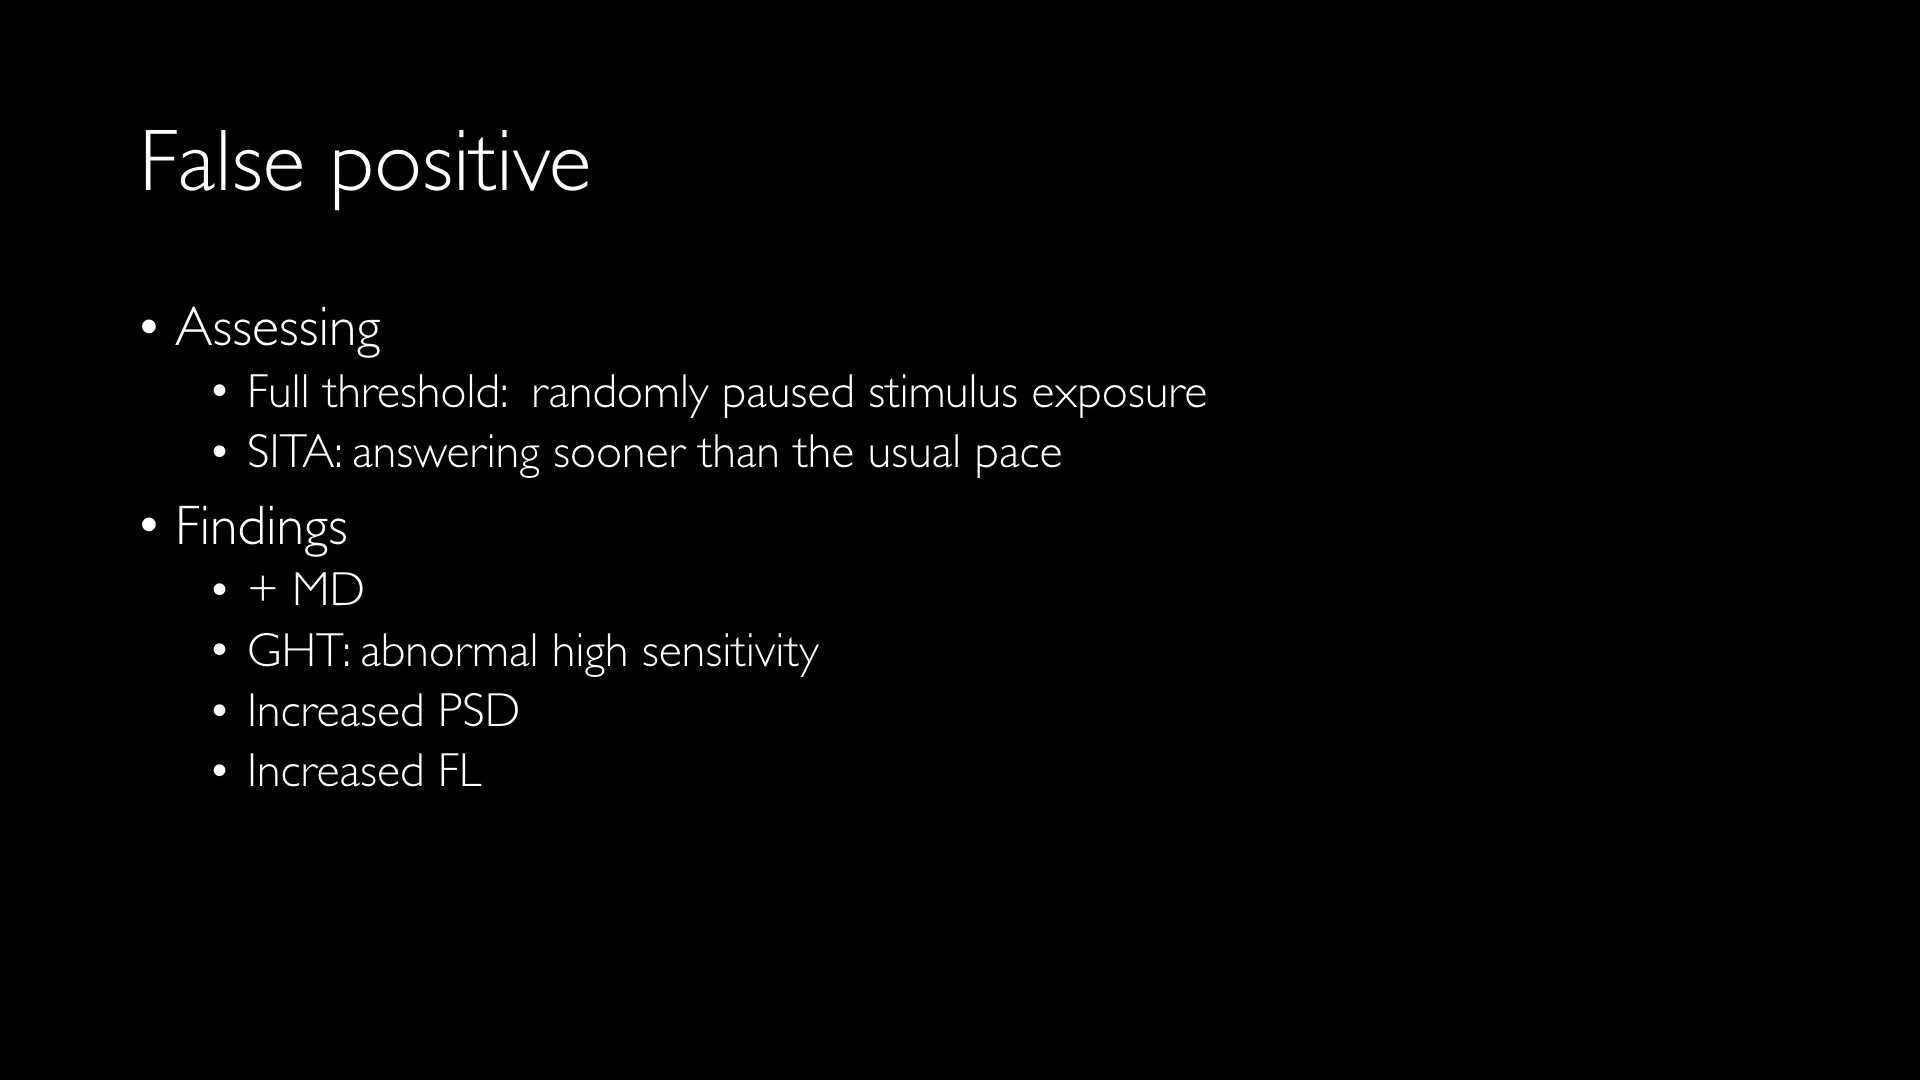 False positive
• Assessing
• Full threshold:  randomly paused stimulus exposure
• SITA: answering sooner than the usual pace
• Findings
• + MD
• GHT: abnormal high sensitivity
• Increased PSD
• Increased FL